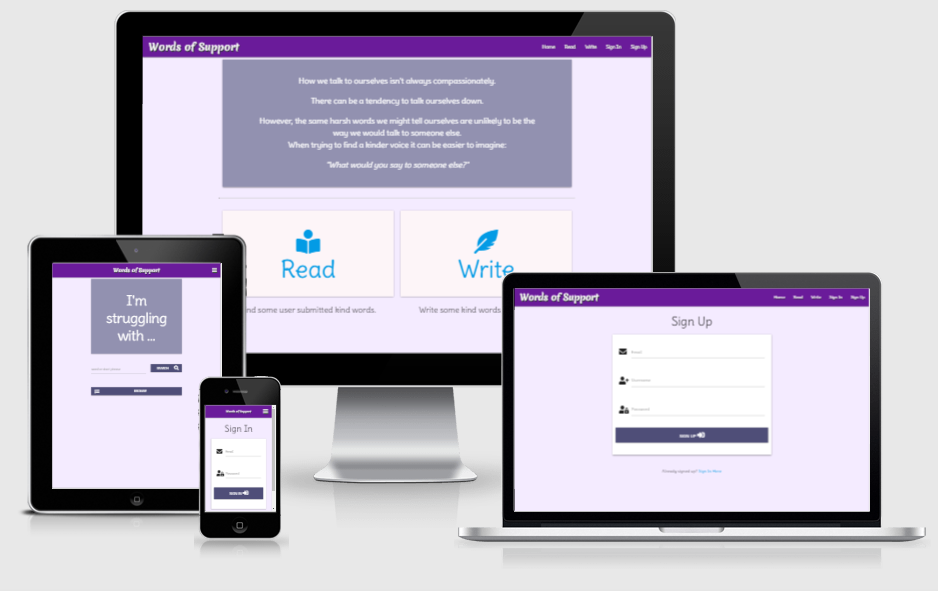 Words of Support
Home Read Write Sign In Sign Up
How we talk to ourselves isn't always compassionately.
There can be a tendency to talk ourselves down.
However, the same harsh words we might tell ourselves are unlikely to be the
way we would talk to someone else.
When trying to find a kinder voice it can be easier to imagine:
"What would you say to someone else?"
Read
Write
nd some user submitted kind words.
Write some kind words
Words of Support
I'm
struggling
with ...
SEARCH
Words of Support
Sign In
Email
Password
SIGN IN
Words of Support
Home Read Write Sign In Sign Up
Sign Up
Email
Username
Password
SIGN UP
Already signed up? Sign In Here